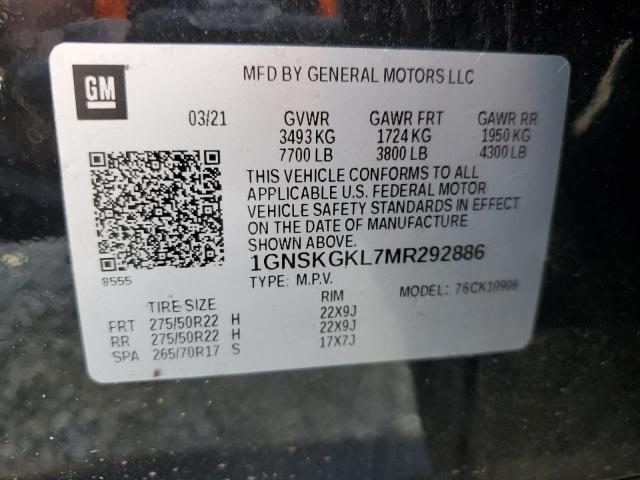 GM
MFD BY GENERAL MOTORS LLC
03/21 GVWR GAWR FRT GAWR RR
3493 KG 1724 KG 1950 KG
7700 LB 3800 LB 4300 LB
THIS VEHICLE CONFORMS TO ALL
APPLICABLE U.S. FEDERAL MOTOR
VEHICLE SAFETY STANDARDS IN EFFECT
ON THE DATE OF MANUFACTURE
SHOWN ABOVE.
1GNSKGKL7MR292886
8555
TYPE: M.P.V. MODEL: 76CK10906
TIRE SIZE RIM
FRT 275/50R22 H 22X9J
RR 275/50R22 H 22X9J
SPA 265/70R17 S 17X7J